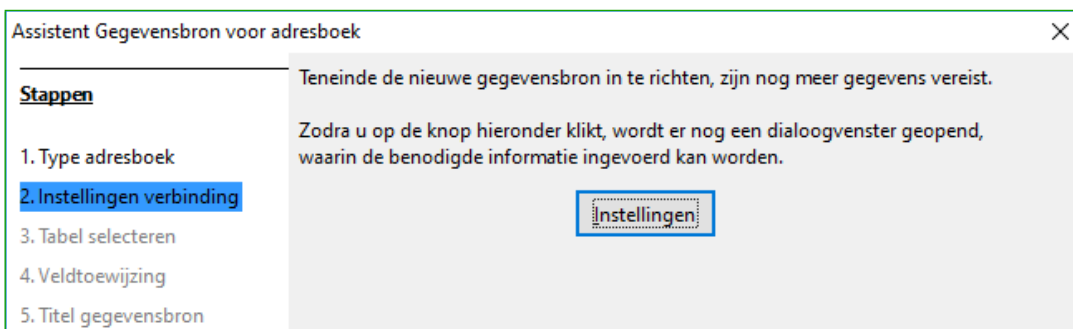 Assistent Gegevensbron voor adresboek
Stappen
1. Type adresboek
2. Instellingen verbinding
3. Tabel selecteren
4. Veldtoewijzing
5. Titel gegevensbron
Teneinde de nieuwe gegevensbron in te richten, zijn nog meer gegevens vereist.
Zodra u op de knop hieronder klikt, wordt er nog een dialoogvenster geopend,
waarin de benodigde informatie ingevoerd kan worden.
Instellingen